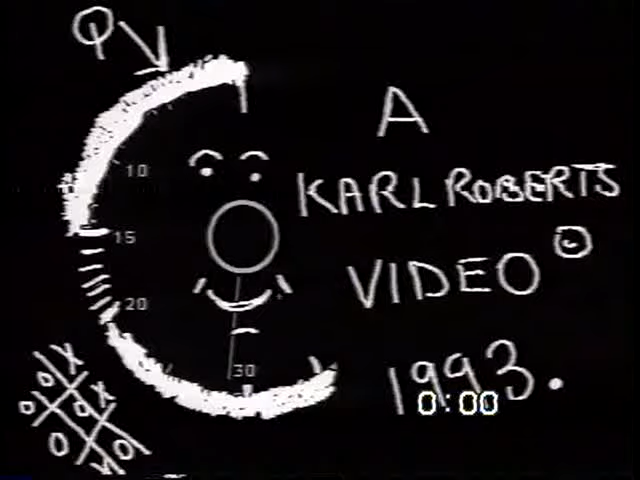 QV
A
KARL ROBERTS
VIDEO
1993.
0:00
10
15
20
30
X
O X
O O
O O